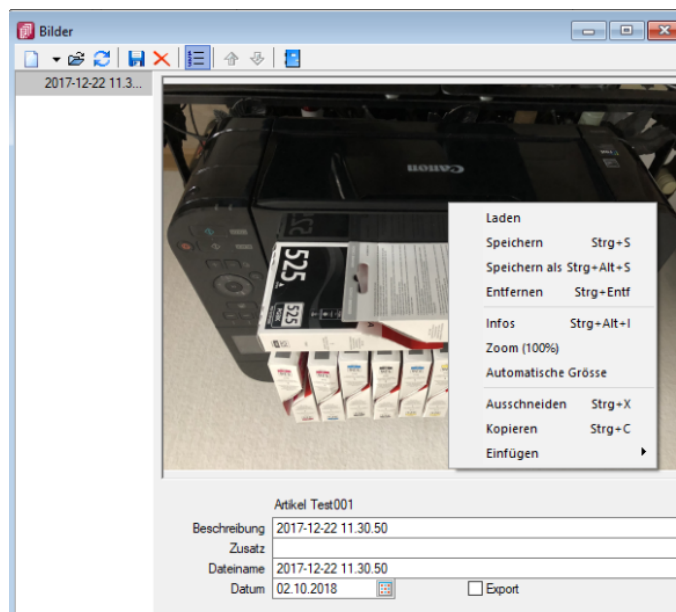 Bilder
2017-12-22 11.3...
Canon
525
525
Laden
Speichern Strg+S
Speichern als Strg+Alt+S
Entfernen Strg+Entf
Infos Strg+Alt+I
Zoom (100%)
Automatische Grösse
Ausschneiden Strg+X
Kopieren Strg+C
Einfügen
Artikel Test001
Beschreibung 2017-12-22 11.30.50
Zusatz
Dateiname 2017-12-22 11.30.50
Datum 02.10.2018 Export